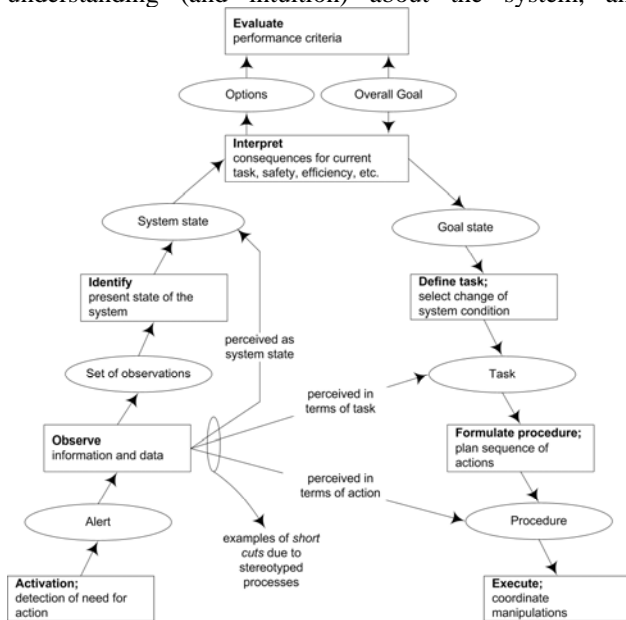 understanding (and intuition) about the system, an
Evaluate
performance criteria
Options
Overall Goal
Interpret
consequences for current
task, safety, efficiency, etc.
System state
Goal state
Identify
present state of the
system
Define task;
select change of
system condition
perceived as
system state
Set of observations
perceived in
terms of task
Task
Observe
information and data
Formulate procedure;
plan sequence of
actions
perceived in
terms of action
Alert
examples of short
cuts due to
stereotyped
processes
Procedure
Activation;
detection of need for
action
Execute;
coordinate
manipulations